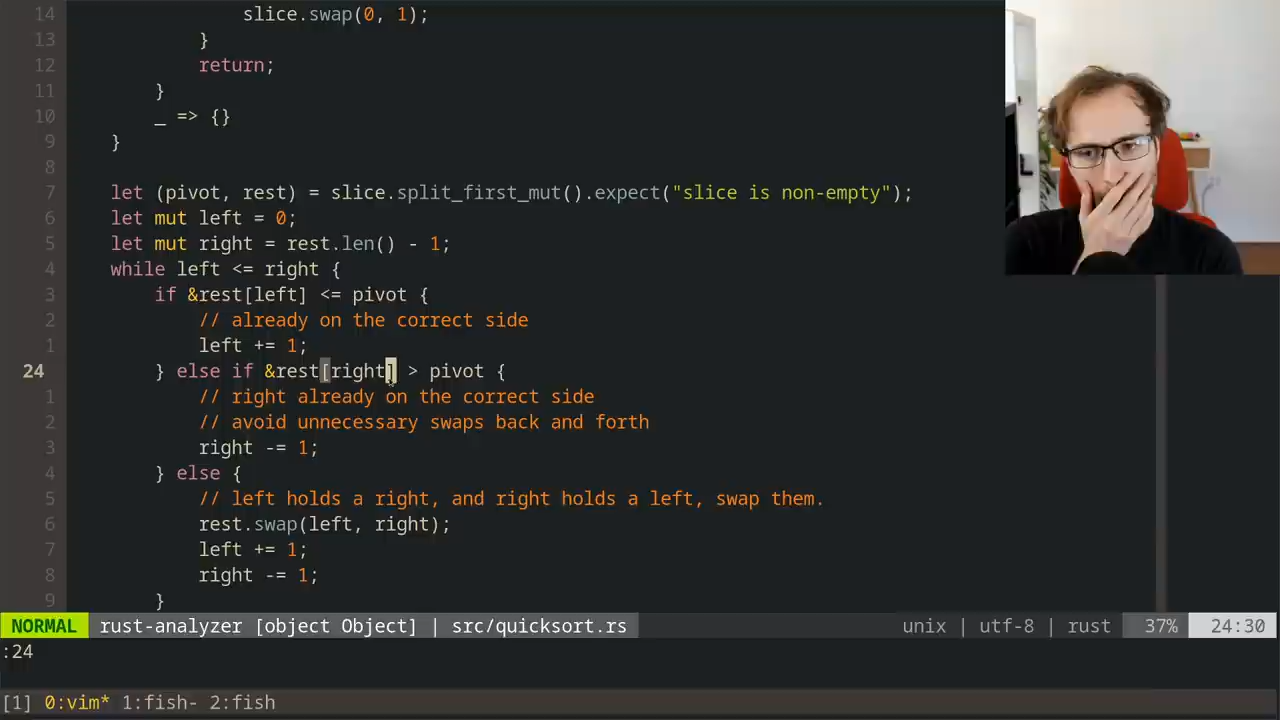 14                slice.swap(0, 1);
13            }
12            return;
11        }
10        _ => {}
9    }
8
7    let (pivot, rest) = slice.split_first_mut().expect("slice is non-empty");
6    let mut left = 0;
5    let mut right = rest.len() - 1;
4    while left <= right {
3        if &rest[left] <= pivot {
2            // already on the correct side
1            left += 1;
24        } else if &rest[right] > pivot {
1            // right already on the correct side
2            // avoid unnecessary swaps back and forth
3            right -= 1;
4        } else {
5            // left holds a right, and right holds a left, swap them.
6            rest.swap(left, right);
7            left += 1;
8            right -= 1;
9        }
NORMAL rust-analyzer [object Object] | src/quicksort.rs unix | utf-8 | rust 37% 24:30
:24
[1] 0:vim* 1:fish- 2:fish